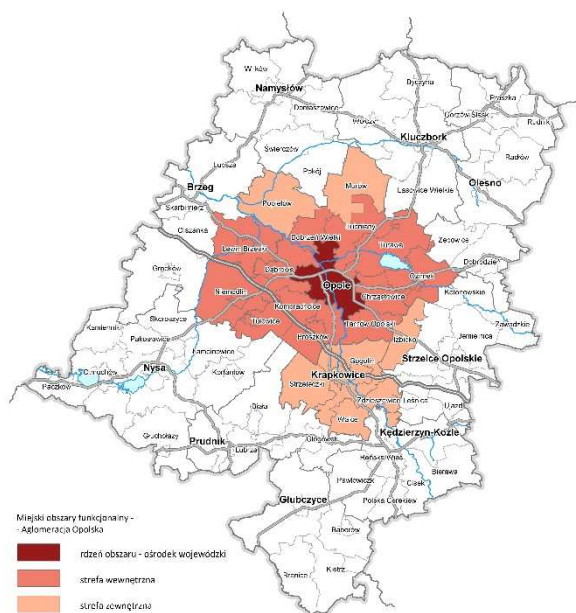 Wilków
Namysłów
Domaszowice
Wołczyn
Byczyna
Praszka
Gorzów Śląski
Rudniki
Kluczbork
Radłów
Świerczów
Lubsza
Pokój
Murów
Lasowice Wielkie
Olesno
Brzeg
Skarbimierz
Popielów
Olszanka
Dobrzeń Wielki
Łubniany
Turawa
Zębowice
Lewin Brzeski
Dobrodzień
Grodków
Dąbrowa
Opole
Ozimek
Chrząstowice
Kolonowskie
Niemodlin
Komprachcice
Zawadzkie
Skoroszyce
Tułowice
Tarnów Opolski
Kamiennik
Pakosławice
Prószków
Izbicko
Jemielnica
Łambinowice
Gogolin
Strzelce Opolskie
Otmuchów
Nysa
Korfantów
Krapkowice
Paczków
Strzeleczki
Zdzieszowice
Leśnica
Biała
Ujazd
Walce
Głuchołazy
Prudnik
Lubrza
Głogówek
Kędzierzyn-Koźle
Reńska Wieś
Bierawa
Pawłowiczki
Cisek
Głubczyce
Polska Cerekiew
Baborów
Branice
Kietrz
Miejski obszary funkcjonalny -
- Aglomeracja Opolska
rdzeń obszaru - ośrodek wojewódzki
strefa wewnętrzna
strefa zewnętrzna